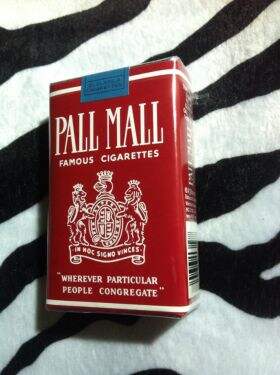 PALL MALL
FAMOUS CIGARETTES
IN HOC SIGNO VINCES
"WHEREVER PARTICULAR
PEOPLE CONGREGATE"